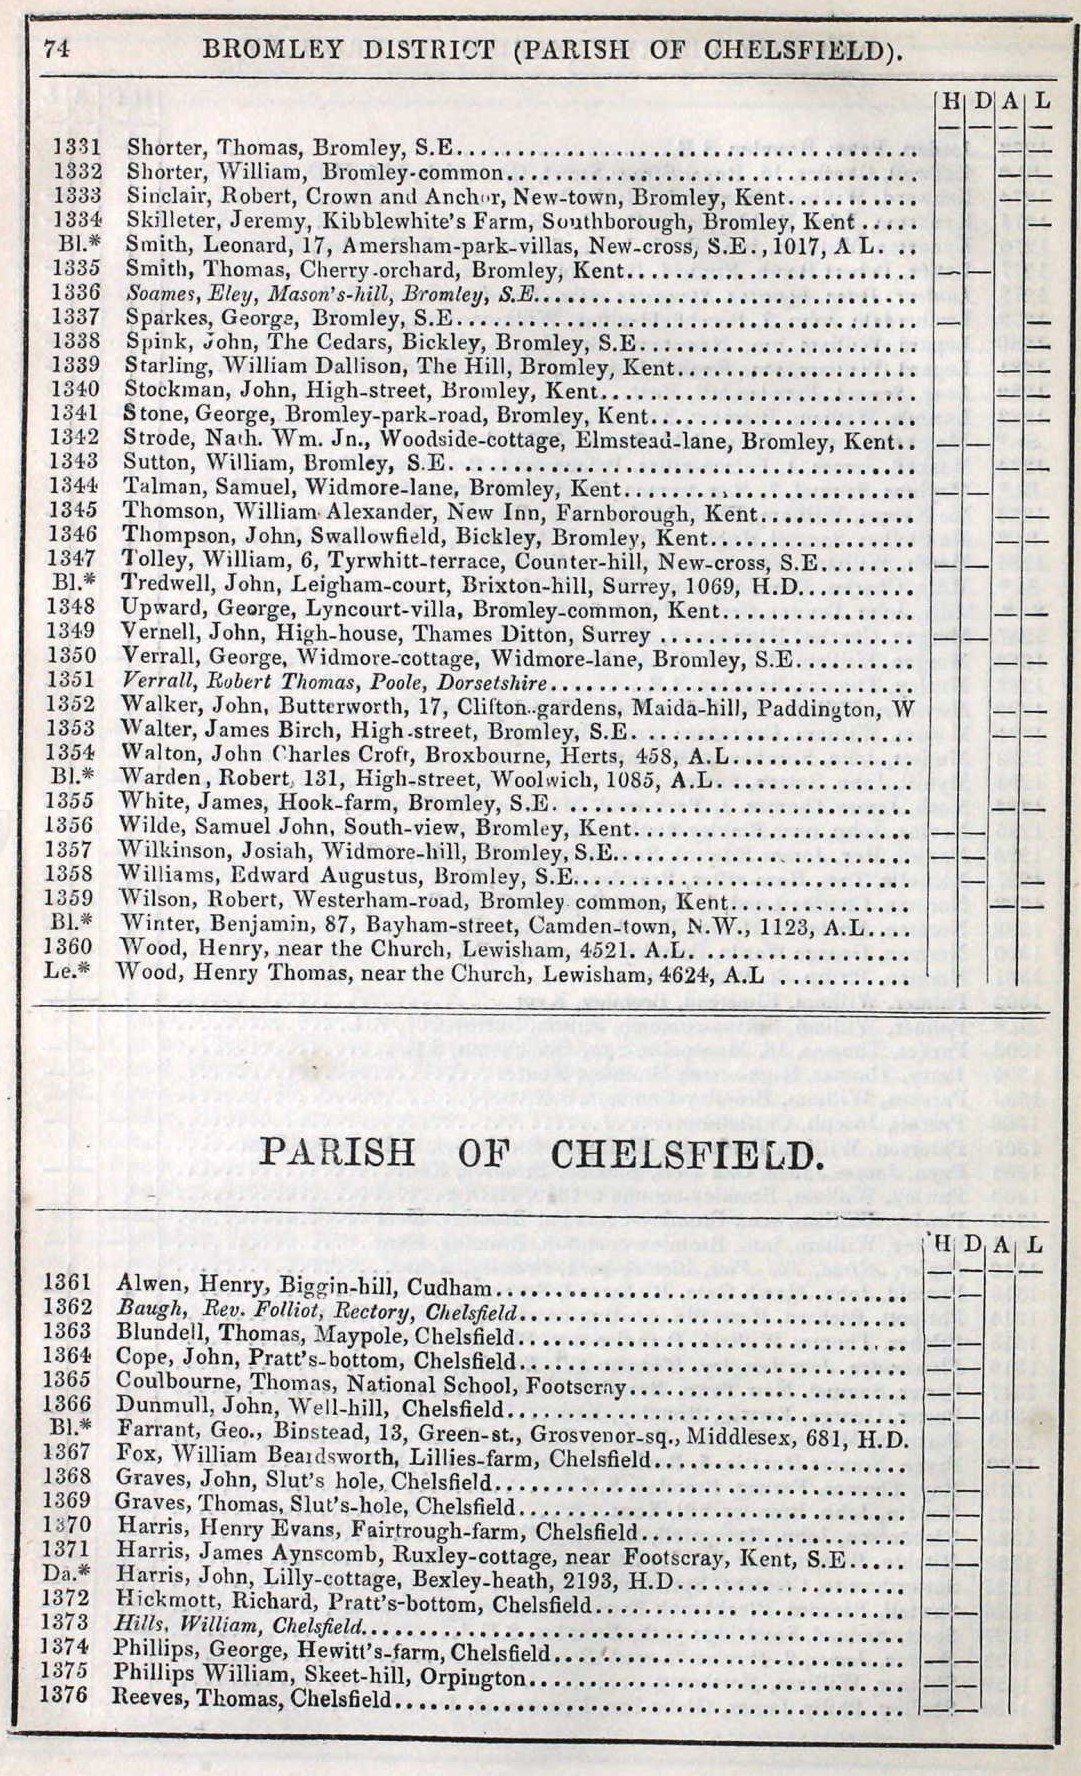 74 BROMLEY DISTRICT (PARISH OF CHELSFIELD).
H D A L
1331 Shorter, Thomas, Bromley, S.E. — —
1332 Shorter, William, Bromley-common — —
1333 Sinclair, Robert, Crown and Anchor, New-town, Bromley, Kent — —
1334 Skilleter, Jeremy, Kibblewhite's Farm, Southborough, Bromley, Kent —
Bl.* Smith, Leonard, 17, Amersham-park-villas, New-cross, S.E., 1017, A L.
1335 Smith, Thomas, Cherry-orchard, Bromley, Kent — —
1336 Soames, Eley, Mason's-hill, Bromley, S.E.
1337 Sparkes, George, Bromley, S.E. — —
1338 Spink, John, The Cedars, Bickley, Bromley, S.E. —
1339 Starling, William Dallison, The Hill, Bromley, Kent — —
1340 Stockman, John, High-street, Bromley, Kent — —
1341 Stone, George, Bromley-park-road, Bromley, Kent — —
1342 Strode, Nath. Wm. Jn., Woodside-cottage, Elmstead-lane, Bromley, Kent — —
1343 Sutton, William, Bromley, S.E. — —
1344 Talman, Samuel, Widmore-lane, Bromley, Kent — —
1345 Thomson, William Alexander, New Inn, Farnborough, Kent — —
1346 Thompson, John, Swallowfield, Bickley, Bromley, Kent — —
1347 Tolley, William, 6, Tyrwhitt-terrace, Counter-hill, New-cross, S.E. — —
Bl.* Tredwell, John, Leigham-court, Brixton-hill, Surrey, 1069, H.D.
1348 Upward, George, Lyncourt-villa, Bromley-common, Kent — —
1349 Vernell, John, High-house, Thames Ditton, Surrey — —
1350 Verrall, George, Widmore-cottage, Widmore-lane, Bromley, S.E. — —
1351 Verrall, Robert Thomas, Poole, Dorsetshire
1352 Walker, John, Butterworth, 17, Clifton-gardens, Maida-hill, Paddington, W — —
1353 Walter, James Birch, High-street, Bromley, S.E. — —
1354 Walton, John Charles Croft, Broxbourne, Herts, 458, A.L.
Bl.* Warden, Robert, 131, High-street, Woolwich, 1085, A.L.
1355 White, James, Hook-farm, Bromley, S.E. — —
1356 Wilde, Samuel John, South-view, Bromley, Kent — —
1357 Wilkinson, Josiah, Widmore-hill, Bromley, S.E. — —
1358 Williams, Edward Augustus, Bromley, S.E. — —
1359 Wilson, Robert, Westerham-road, Bromley common, Kent — —
Bl.* Winter, Benjamin, 87, Bayham-street, Camden-town, N.W., 1123, A.L.
1360 Wood, Henry, near the Church, Lewisham, 4521. A.L.
Le.* Wood, Henry Thomas, near the Church, Lewisham, 4624, A.L
PARISH OF CHELSFIELD.
H D A L
1361 Alwen, Henry, Biggin-hill, Cudham — —
1362 Baugh, Rev. Folliot, Rectory, Chelsfield
1363 Blundell, Thomas, Maypole, Chelsfield — —
1364 Cope, John, Pratt's-bottom, Chelsfield — —
1365 Coulbourne, Thomas, National School, Footscray — —
1366 Dunmull, John, Well-hill, Chelsfield — —
Bl.* Farrant, Geo., Binstead, 13, Green-st., Grosvenor-sq., Middlesex, 681, H.D.
1367 Fox, William Beardsworth, Lillies-farm, Chelsfield — —
1368 Graves, John, Slut's hole, Chelsfield — —
1369 Graves, Thomas, Slut's-hole, Chelsfield — —
1370 Harris, Henry Evans, Fairtrough-farm, Chelsfield — —
1371 Harris, James Aynscomb, Ruxley-cottage, near Footscray, Kent, S.E. — —
Da.* Harris, John, Lilly-cottage, Bexley-heath, 2193, H.D.
1372 Hickmott, Richard, Pratt's-bottom, Chelsfield — —
1373 Hills, William, Chelsfield
1374 Phillips, George, Hewitt's-farm, Chelsfield — —
1375 Phillips William, Skeet-hill, Orpington — —
1376 Reeves, Thomas, Chelsfield — —